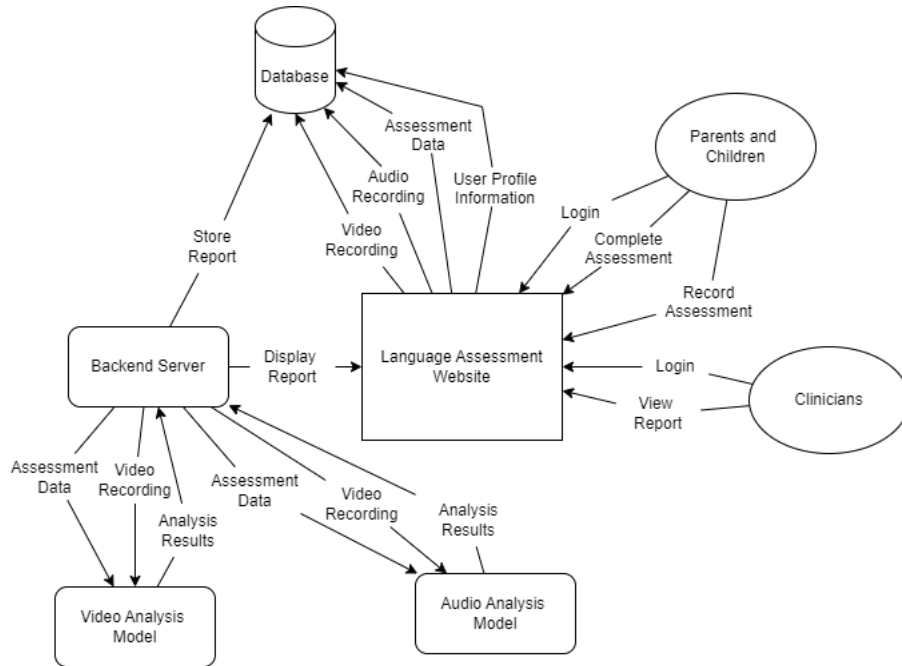 Database
Assessment
Data
Audio
Recording
User Profile
Information
Video
Recording
Parents and
Children
Login
Complete
Assessment
Record
Assessment
Store
Report
Backend Server
Display
Report
Language Assessment
Website
Login
View
Report
Clinicians
Assessment
Data
Video
Recording
Analysis
Results
Assessment
Data
Video
Recording
Analysis
Results
Video Analysis
Model
Audio Analysis
Model